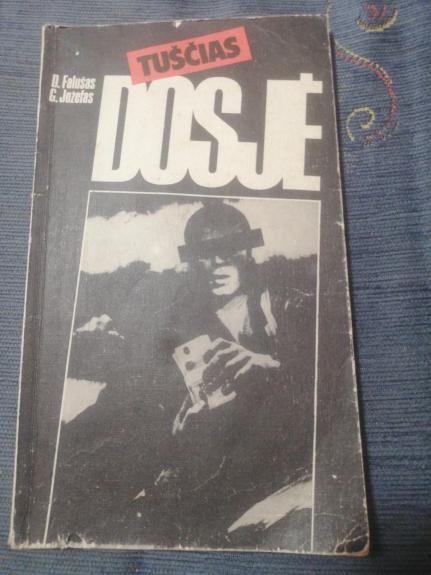 TUŠČIAS
D. Falušas
G. Jozefas
DOSJĖ